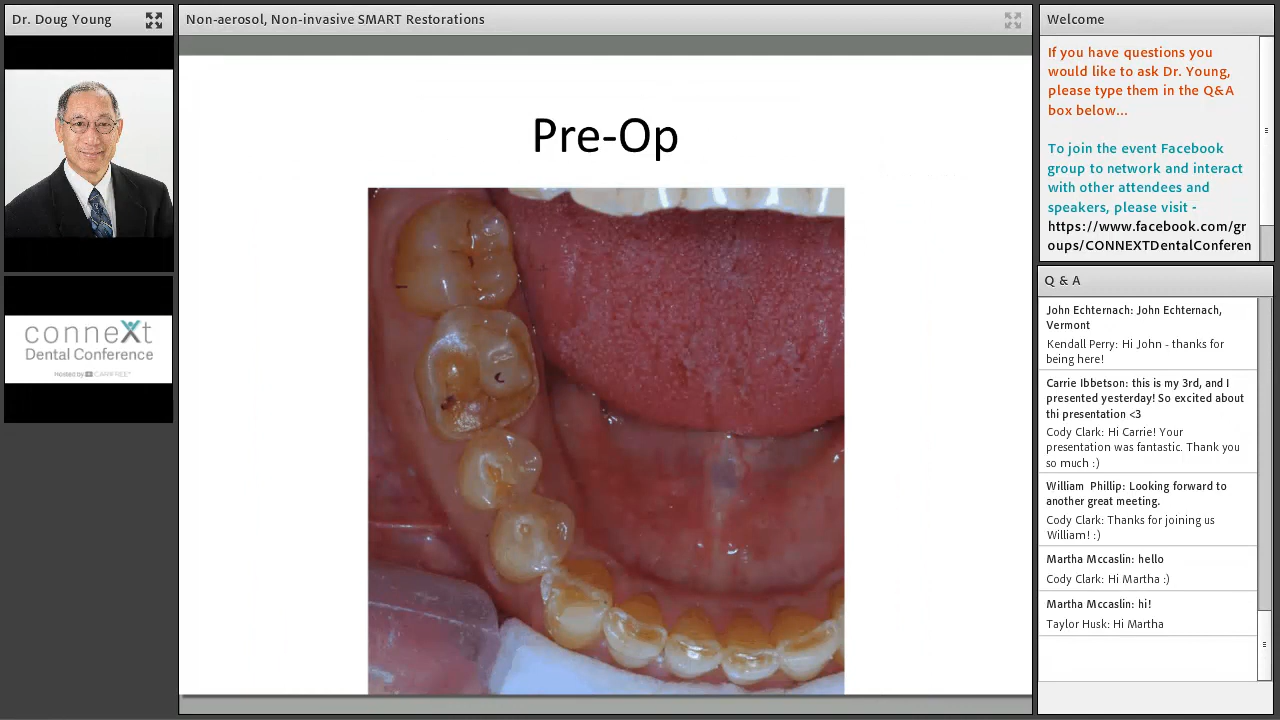 Dr. Doug Young
Non-aerosol, Non-invasive SMART Restorations
Pre-Op
conneXt
Dental Conference
Hosted by CAMPREE
Welcome
If you have questions you
would like to ask Dr. Young,
please type them in the Q&A
box below...
To join the event Facebook
group to network and interact
with other attendees and
speakers, please visit -
https://www.facebook.com/gr
oups/CONNEXTDentalConferen
Q & A
John Echternach: John Echternach,
Vermont
Kendall Perry: Hi John - thanks for
being here!
Carrie Ibbetson: this is my 3rd, and I
presented yesterday! So excited about
thi presentation <3
Cody Clark: Hi Carrie! Your
presentation was fantastic. Thank you
so much :)
William Phillip: Looking forward to
another great meeting.
Cody Clark: Thanks for joining us
William! :)
Martha Mccaslin: hello
Cody Clark: Hi Martha :)
Martha Mccaslin: hi!
Taylor Husk: Hi Martha